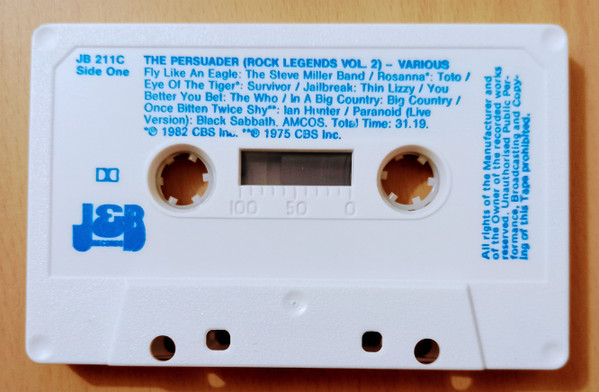 JB 211C
Side One
THE PERSUADER (ROCK LEGENDS VOL. 2) – VARIOUS
Fly Like An Eagle: The Steve Miller Band / Rosanna*: Toto /
Eye Of The Tiger*: Survivor / Jailbreak: Thin Lizzy / You
Better You Bet: The Who / In A Big Country: Big Country /
Once Bitten Twice Shy**: Ian Hunter / Paranoid (Live
Version): Black Sabbath. AMCOS. Total Time: 31.19.
*℗ 1982 CBS Inc. **℗ 1975 CBS Inc.
J&B
RECORDS
100 50 0
All rights of the Manufacturer and
of the Owner of the recorded works
reserved. Unauthorised Public Per-
formance, Broadcasting and Copy-
ing of this Tape prohibited.